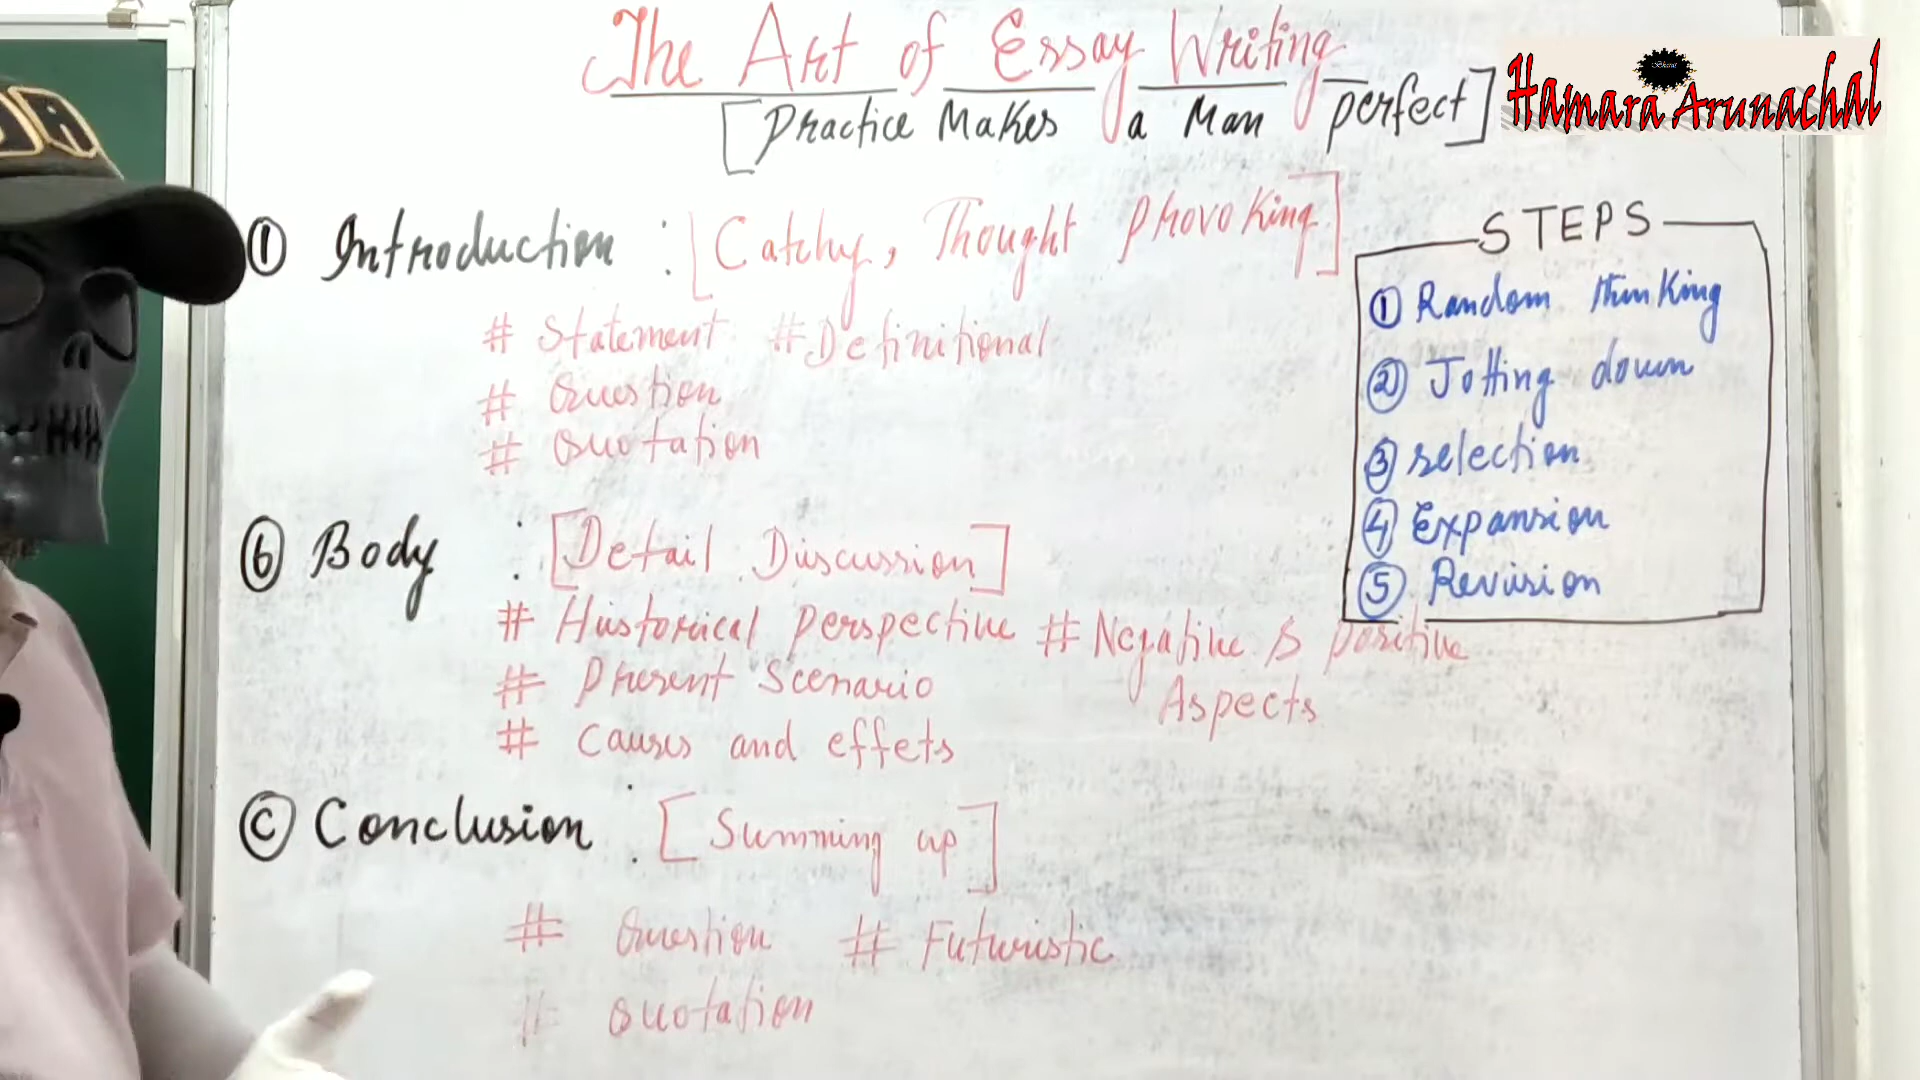 The Art of Essay Writing
[Practice Makes a Man perfect]
Hamara Arunachal
① Introduction : [Catchy, Thought provoking]
# Statement # Definitional
# Question
# Quotation
STEPS
① Random thinking
② Jotting down
③ selection
④ Expansion
⑤ Revision
ⓑ Body : [Detail Discussion]
# Historical perspective # Negative & positive
Aspects
# Present Scenario
# Causes and effets
Ⓒ Conclusion : [Summing up]
# Question # Futuristic
# Quotation